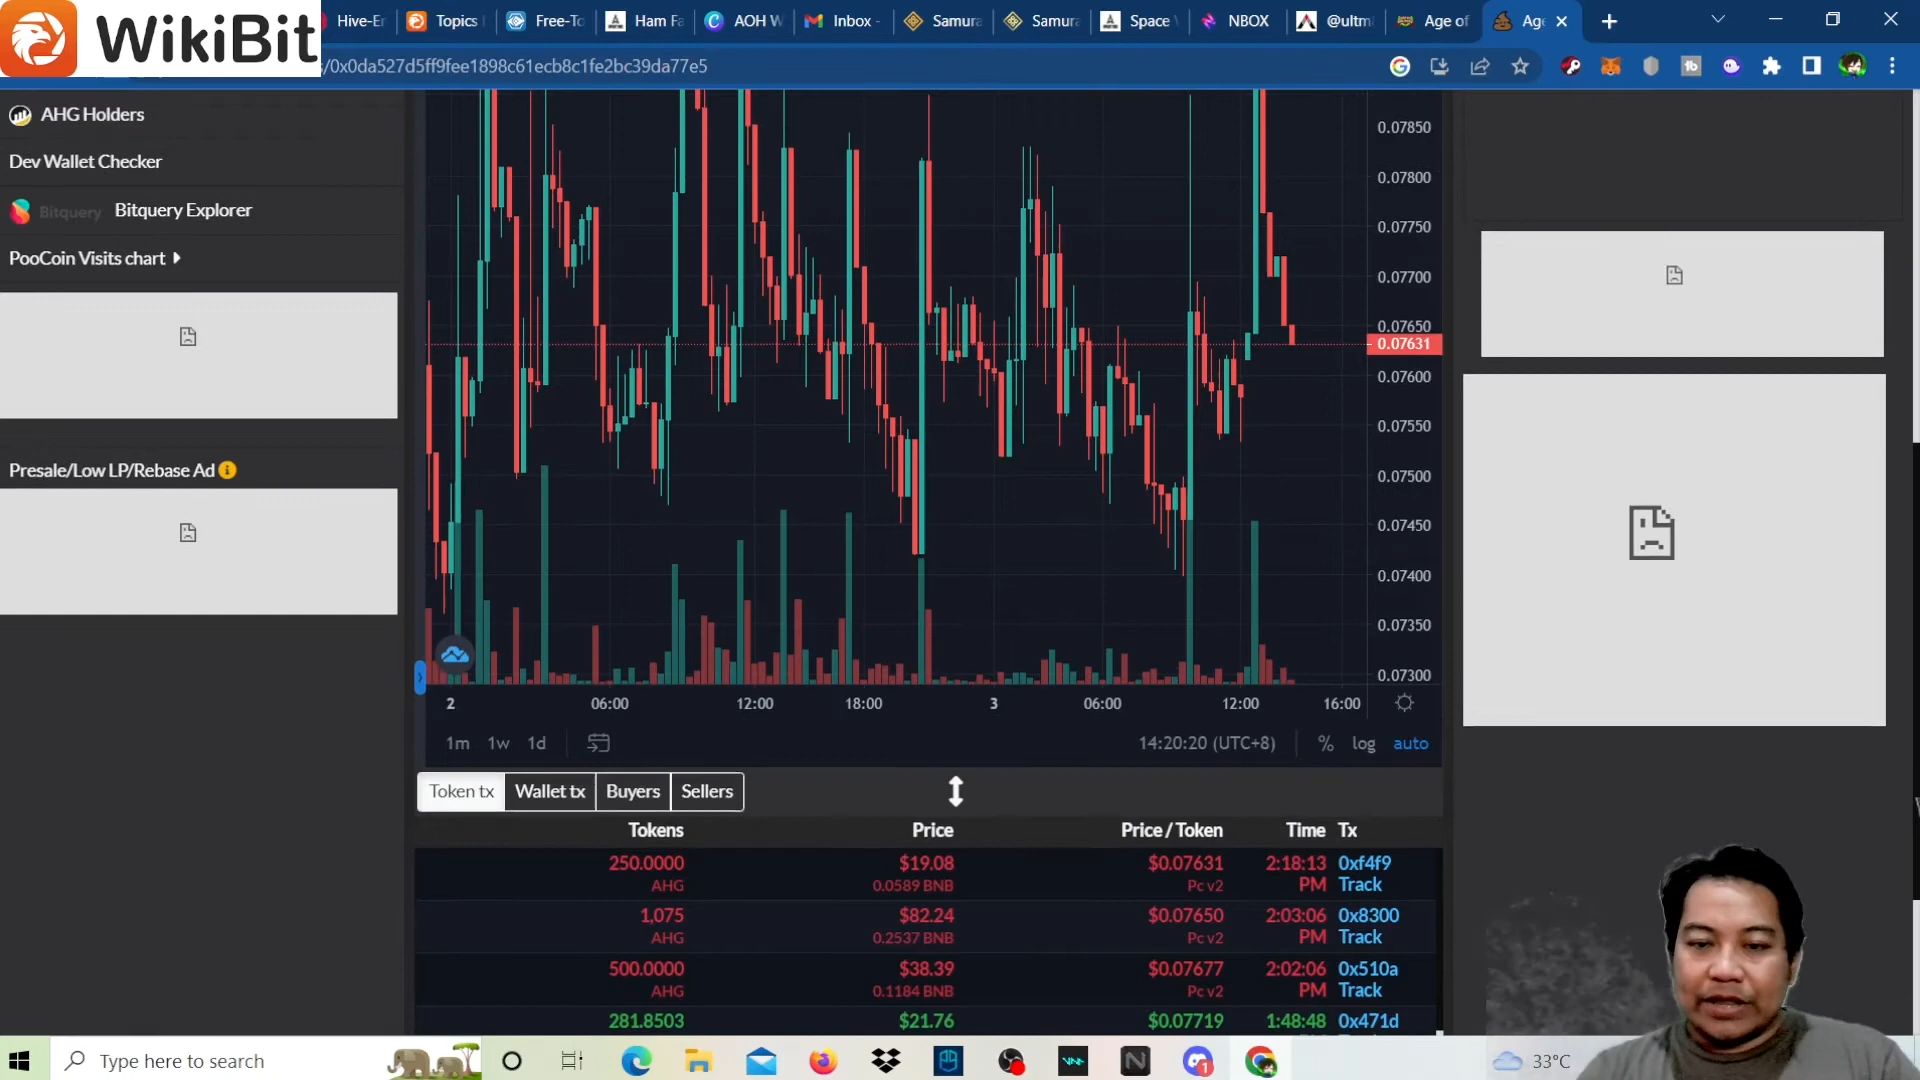 WikiBit
Hive-En
Topics
Free-To
Ham Fa
AOH W
Inbox -
Samura
Samura
Space
NBOX
@ultm
Age of
Age
/0x0da527d5ff9fee1898c61ecb8c1fe2bc39da77e5
AHG Holders
Dev Wallet Checker
Bitquery Bitquery Explorer
PooCoin Visits chart
Presale/Low LP/Rebase Ad
0.07850
0.07800
0.07750
0.07700
0.07650
0.07631
0.07600
0.07550
0.07500
0.07450
0.07400
0.07350
0.07300
2 06:00 12:00 18:00 3 06:00 12:00 16:00
1m 1w 1d 14:20:20 (UTC+8) % log auto
Token tx Wallet tx Buyers Sellers
Tokens Price Price / Token Time Tx
250.0000 $19.08 $0.07631 2:18:13 0xf4f9
AHG 0.0589 BNB Pc v2 PM Track
1,075 $82.24 $0.07650 2:03:06 0x8300
AHG 0.2537 BNB Pc v2 PM Track
500.0000 $38.39 $0.07677 2:02:06 0x510a
AHG 0.1184 BNB Pc v2 PM Track
281.8503 $21.76 $0.07719 1:48:48 0x471d
Type here to search
33°C